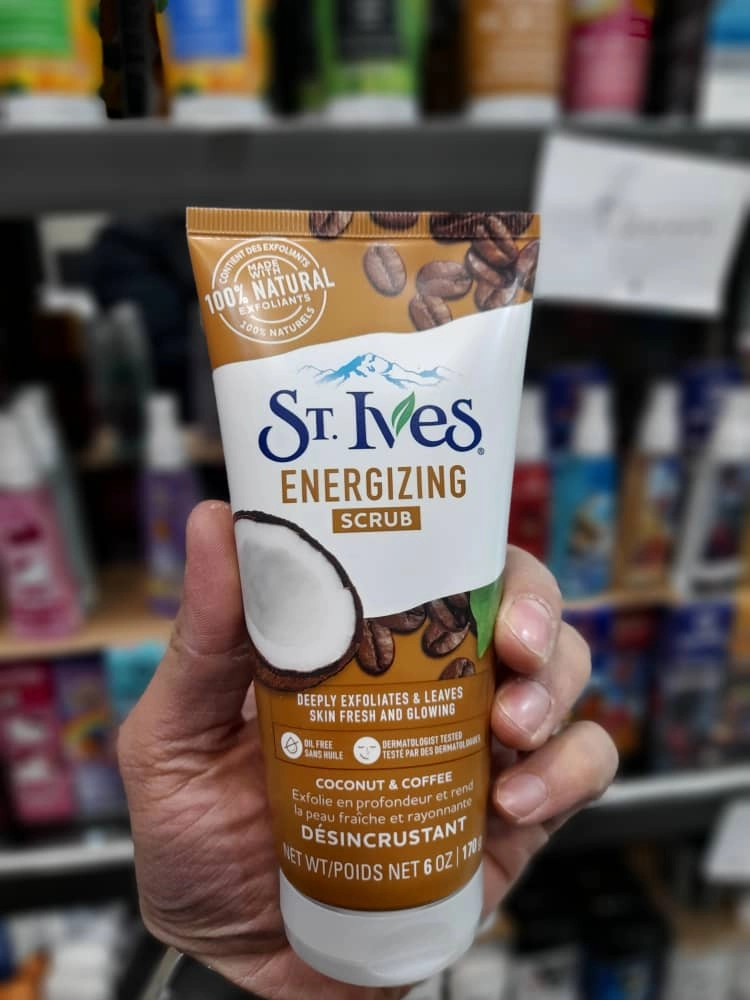 CONTIENT DES EXFOLIANTS
MADE
WITH
100% NATURAL
EXFOLIANTS
100% NATURELS
ST. IVES®
ENERGIZING
SCRUB
DEEPLY EXFOLIATES & LEAVES
SKIN FRESH AND GLOWING
OIL FREE
SANS HUILE
DERMATOLOGIST TESTED
TESTÉ PAR DES DERMATOLOGUES
COCONUT & COFFEE
Exfolie en profondeur et rend
la peau fraîche et rayonnante
DÉSINCRUSTANT
NET WT/POIDS NET 6 OZ | 170 g